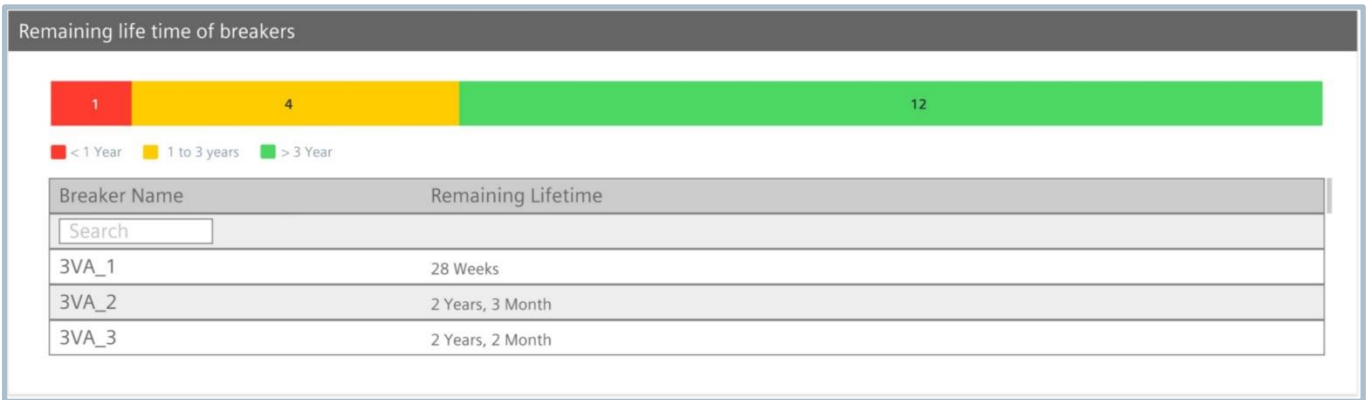 Remaining life time of breakers
1 4 12
< 1 Year 1 to 3 years > 3 Year
Breaker Name Remaining Lifetime
Search
3VA_1 28 Weeks
3VA_2 2 Years, 3 Month
3VA_3 2 Years, 2 Month